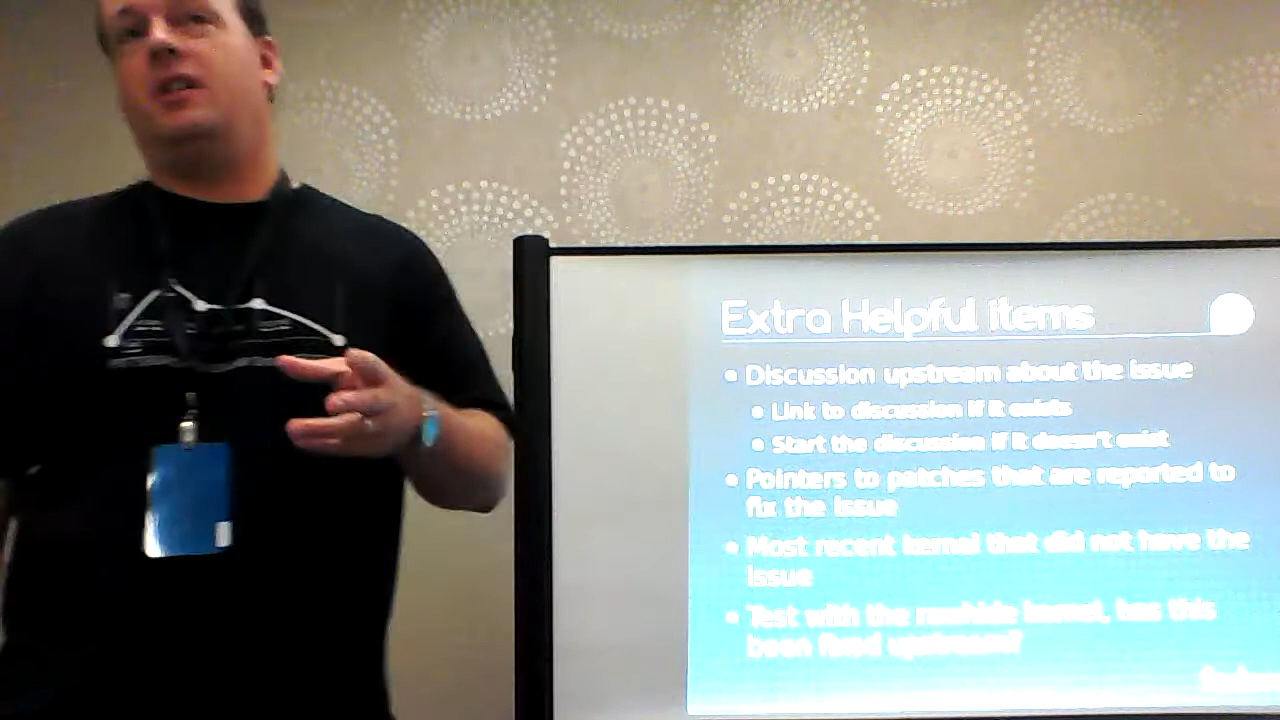 Extra Helpful Items
Discussion upstream about the issue
Link to discussion if it exists
Start the discussion if it doesn't exist
Pointers to patches that are reported to
fix the issue
Most recent kernel that did not have the
issue
Test with the rawhide kernel, has this
been fixed upstream?